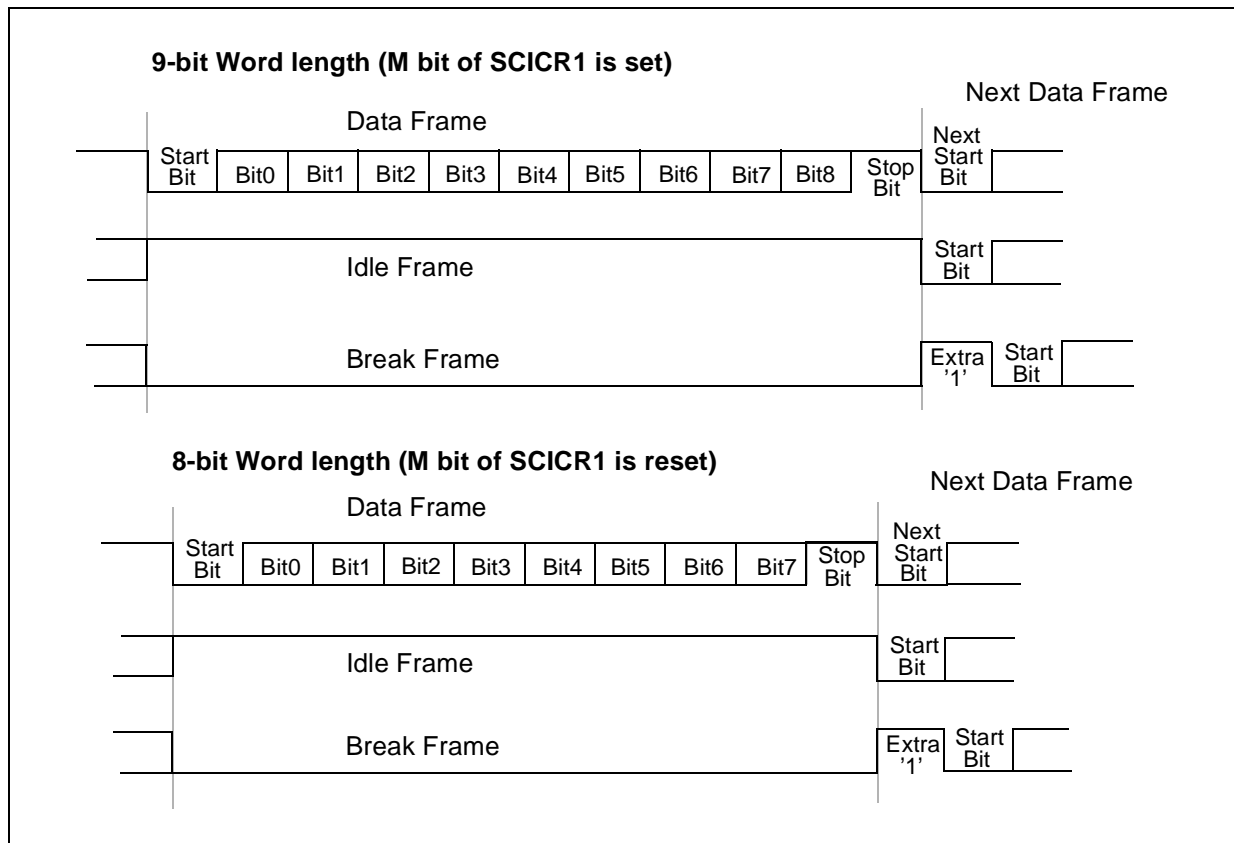 9-bit Word length (M bit of SCICR1 is set)
Next Data Frame
Data Frame
Start Bit Bit0 Bit1 Bit2 Bit3 Bit4 Bit5 Bit6 Bit7 Bit8 Stop Bit Next Start Bit
Idle Frame
Start Bit
Break Frame
Extra '1' Start Bit
8-bit Word length (M bit of SCICR1 is reset)
Next Data Frame
Data Frame
Start Bit Bit0 Bit1 Bit2 Bit3 Bit4 Bit5 Bit6 Bit7 Stop Bit Next Start Bit
Idle Frame
Start Bit
Break Frame
Extra '1' Start Bit